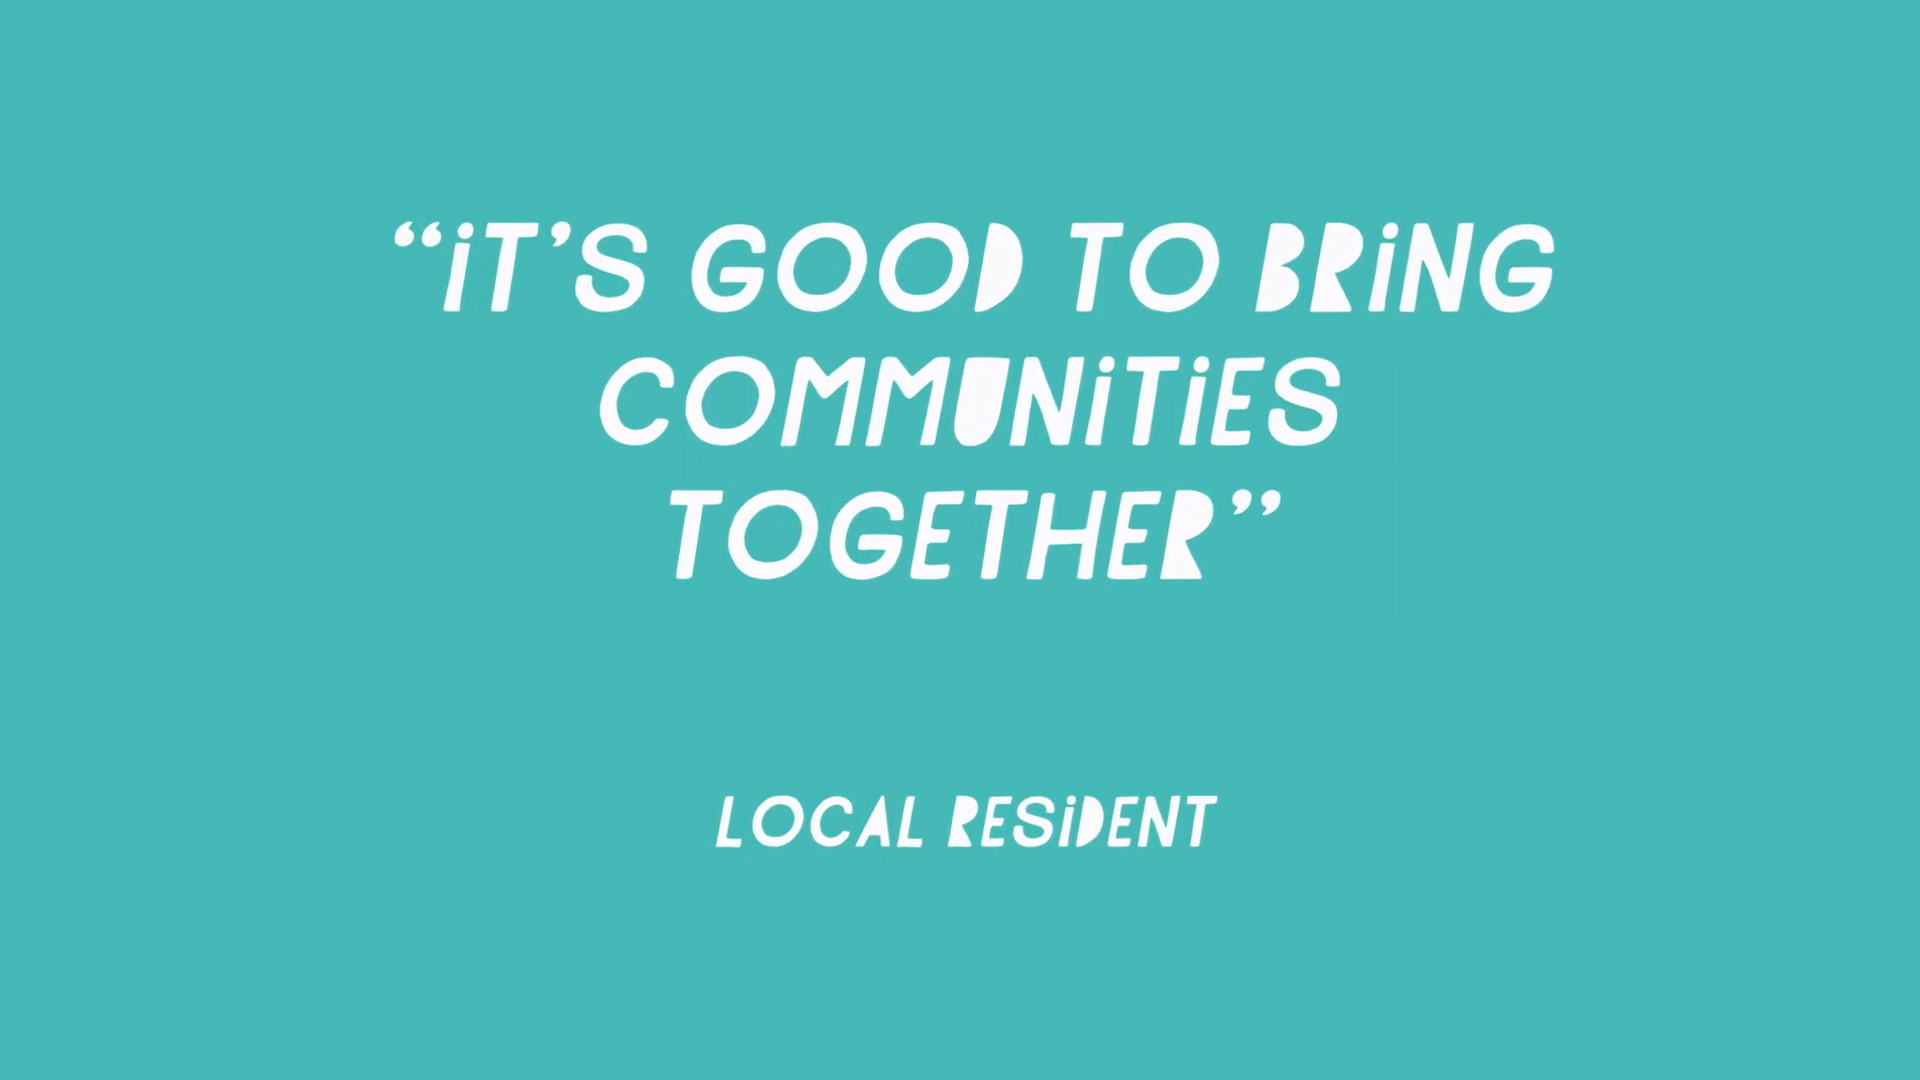 “iT’S GOOD TO BRiNG
COMMUNiTiES
TOGETHER”
LOCAL RESiDENT